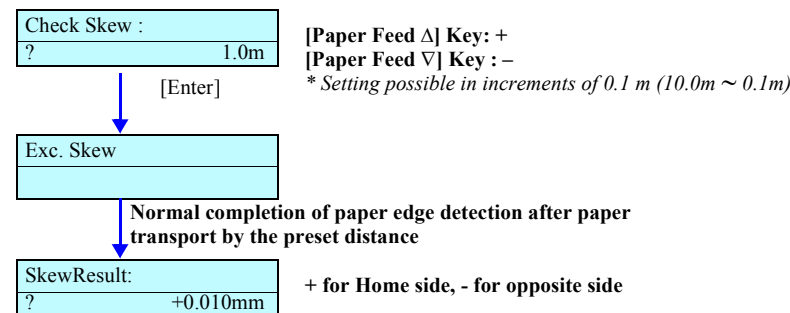 Check Skew :
? 1.0m
[Paper Feed Δ] Key: +
[Paper Feed ∇] Key : –
* Setting possible in increments of 0.1 m (10.0m ~ 0.1m)
[Enter]
Exc. Skew
Normal completion of paper edge detection after paper
transport by the preset distance
SkewResult:
? +0.010mm
+ for Home side, - for opposite side